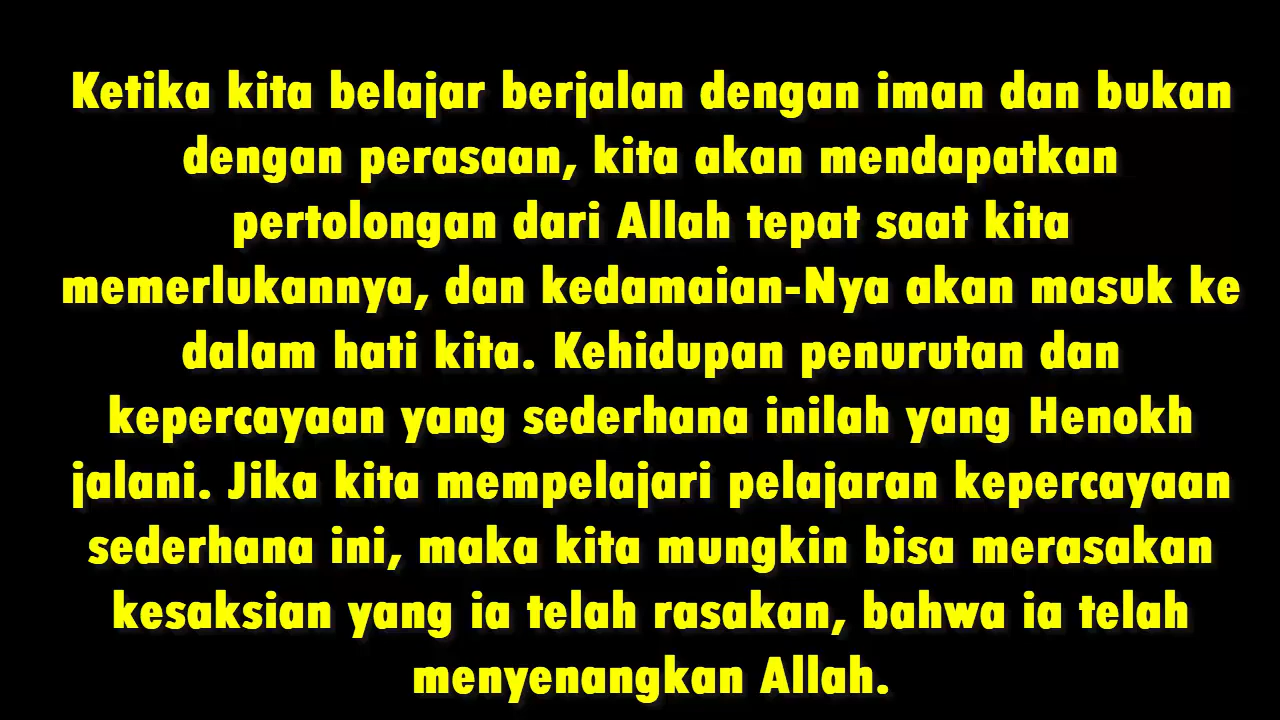 Ketika kita belajar berjalan dengan iman dan bukan
dengan perasaan, kita akan mendapatkan
pertolongan dari Allah tepat saat kita
memerlukannya, dan kedamaian-Nya akan masuk ke
dalam hati kita. Kehidupan penurutan dan
kepercayaan yang sederhana inilah yang Henokh
jalani. Jika kita mempelajari pelajaran kepercayaan
sederhana ini, maka kita mungkin bisa merasakan
kesaksian yang ia telah rasakan, bahwa ia telah
menyenangkan Allah.